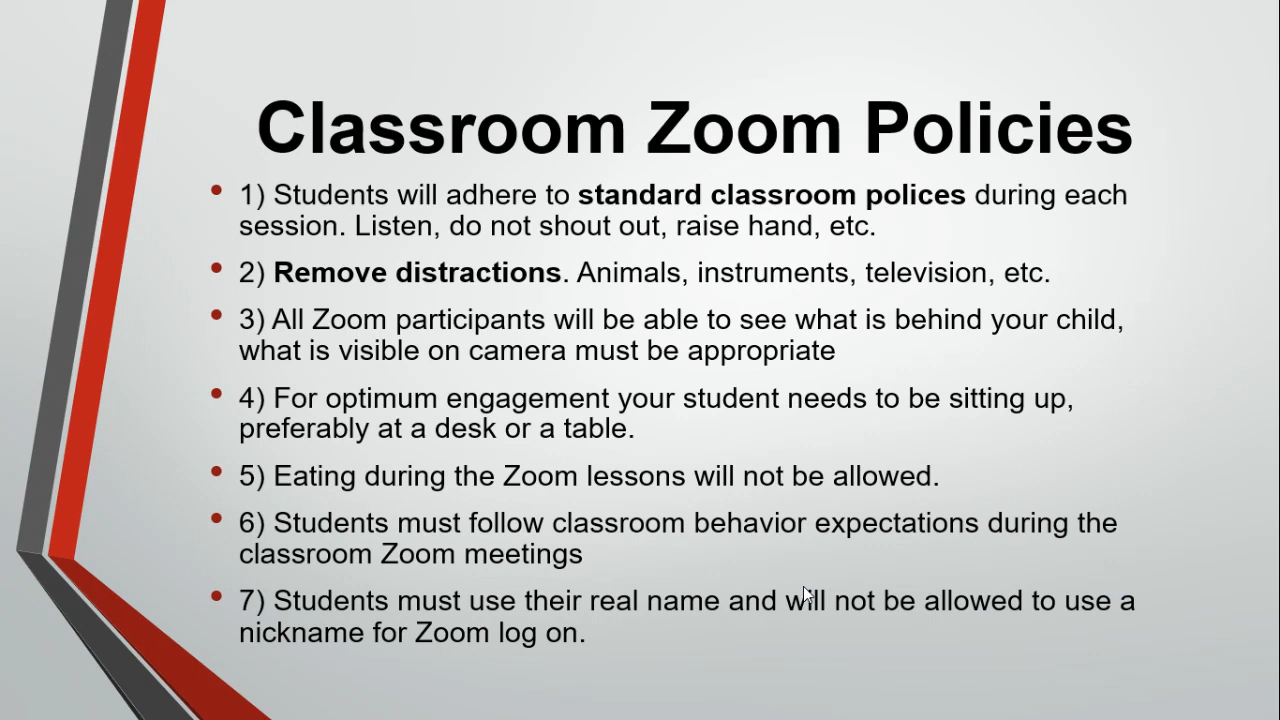 Classroom Zoom Policies
• 1) Students will adhere to standard classroom polices during each
session. Listen, do not shout out, raise hand, etc.
• 2) Remove distractions. Animals, instruments, television, etc.
• 3) All Zoom participants will be able to see what is behind your child,
what is visible on camera must be appropriate
• 4) For optimum engagement your student needs to be sitting up,
preferably at a desk or a table.
• 5) Eating during the Zoom lessons will not be allowed.
• 6) Students must follow classroom behavior expectations during the
classroom Zoom meetings
• 7) Students must use their real name and will not be allowed to use a
nickname for Zoom log on.